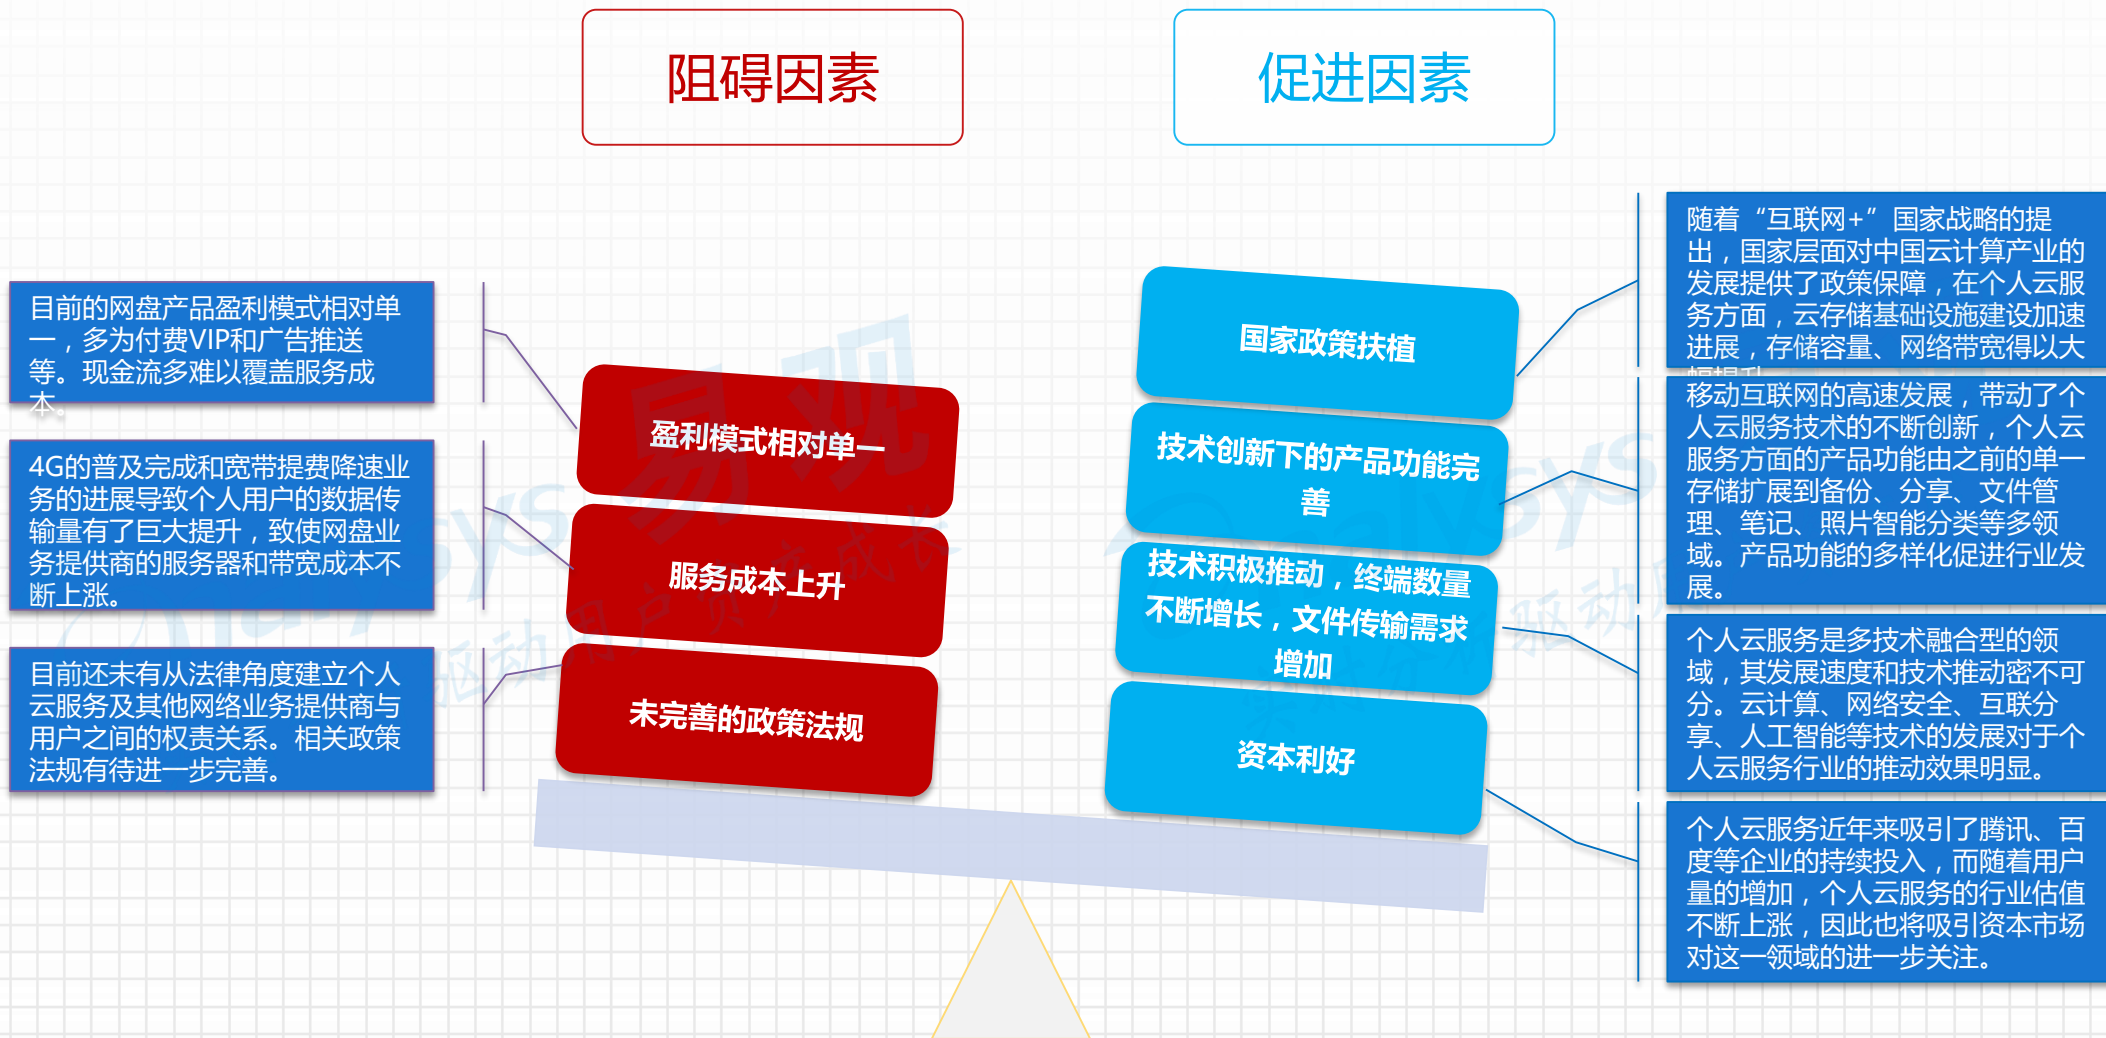 阻碍因素
促进因素
目前的网盘产品盈利模式相对单
一，多为付费VIP和广告推送
等。现金流多难以覆盖服务成
本。
4G的普及完成和宽带提费降速业
务的进展导致个人用户的数据传
输量有了巨大提升，致使网盘业
务提供商的服务器和带宽成本不
断上涨。
目前还未有从法律角度建立个人
云服务及其他网络业务提供商与
用户之间的权责关系。相关政策
法规有待进一步完善。
盈利模式相对单一
服务成本上升
未完善的政策法规
国家政策扶植
技术创新下的产品功能完
善
技术积极推动，终端数量
不断增长，文件传输需求
增加
资本利好
随着“互联网+”国家战略的提
出，国家层面对中国云计算产业的
发展提供了政策保障，在个人云服
务方面，云存储基础设施建设加速
进展，存储容量、网络带宽得以大
幅提升
移动互联网的高速发展，带动了个
人云服务技术的不断创新，个人云
服务方面的产品功能由之前的单一
存储扩展到备份、分享、文件管
理、笔记、照片智能分类等多领
域。产品功能的多样化促进行业发
展。
个人云服务是多技术融合型的领
域，其发展速度和技术推动密不可
分。云计算、网络安全、互联分
享、人工智能等技术的发展对于个
人云服务行业的推动效果明显。
个人云服务近年来吸引了腾讯、百
度等企业的持续投入，而随着用户
量的增加，个人云服务的行业估值
不断上涨，因此也将吸引资本市场
对这一领域的进一步关注。
易观